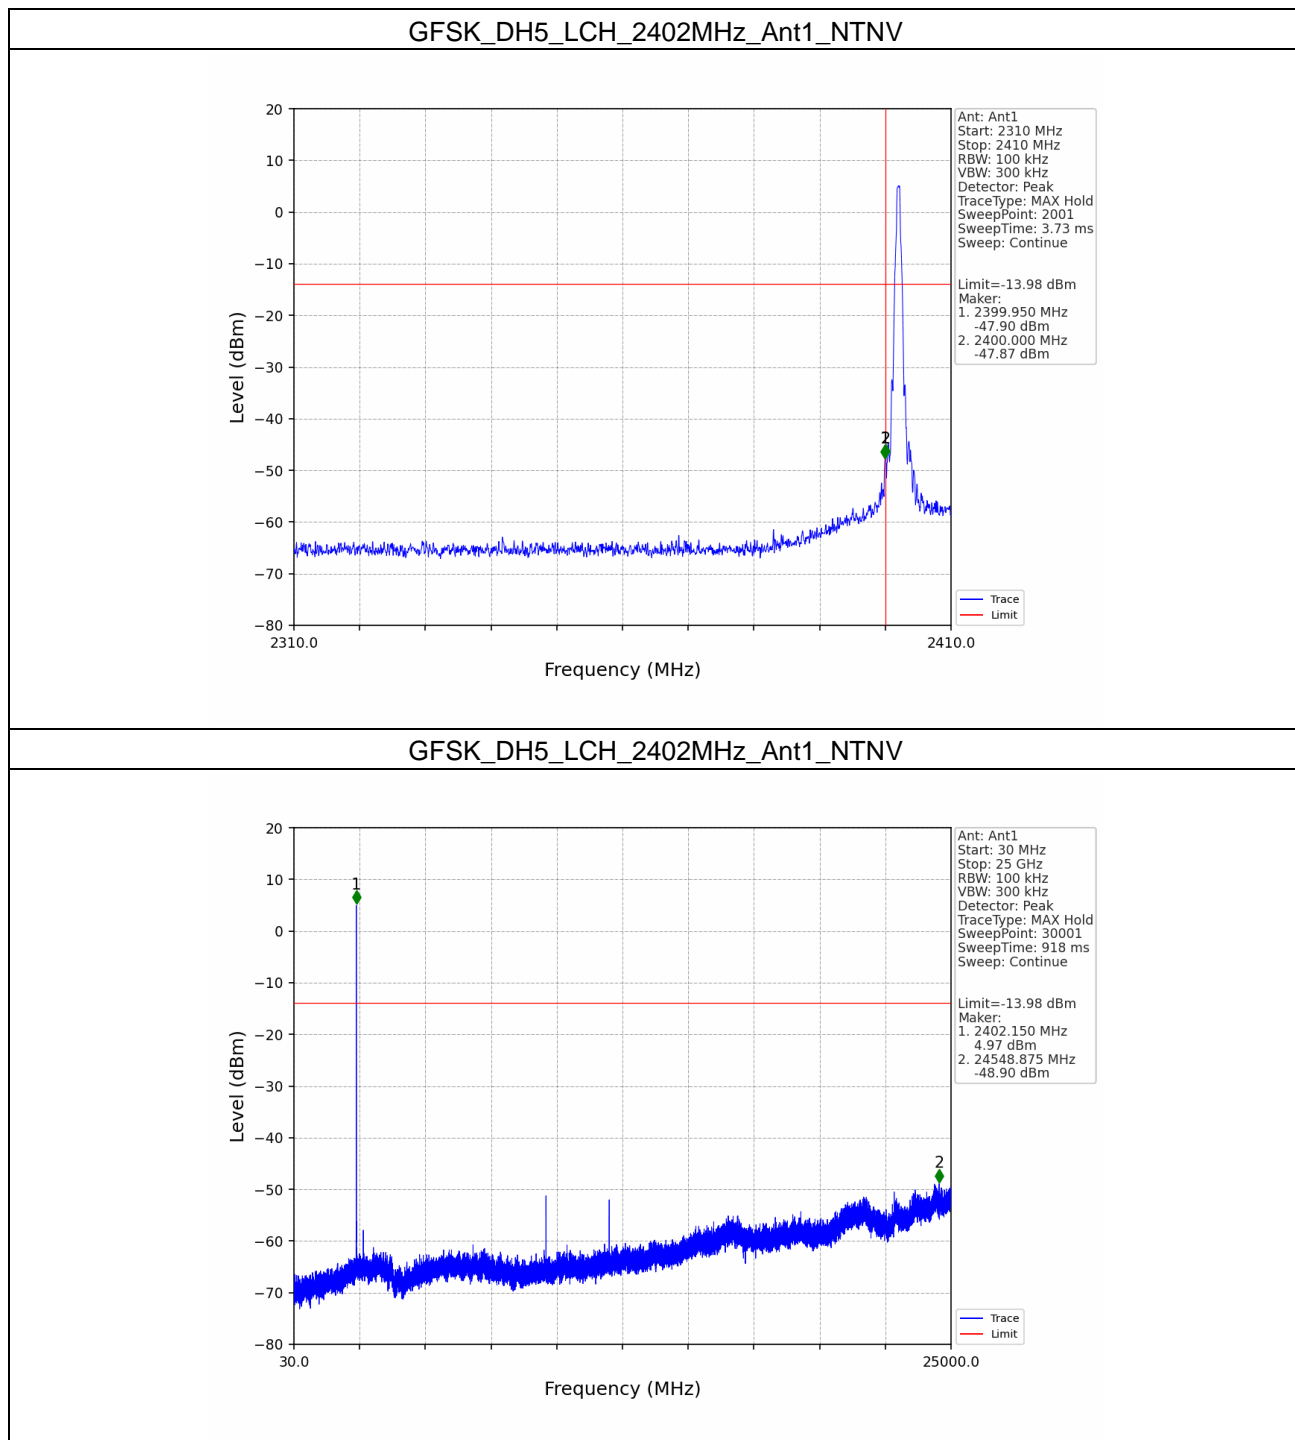 GFSK_DH5_LCH_2402MHz_Ant1_NTNV
20
10
0
−10
−20
−30
−40
−50
−60
−70
−80
Level (dBm)
2310.0
2410.0
Frequency (MHz)
2
Ant: Ant1
Start: 2310 MHz
Stop: 2410 MHz
RBW: 100 kHz
VBW: 300 kHz
Detector: Peak
TraceType: MAX Hold
SweepPoint: 2001
SweepTime: 3.73 ms
Sweep: Continue
Limit=-13.98 dBm
Maker:
1. 2399.950 MHz
-47.90 dBm
2. 2400.000 MHz
-47.87 dBm
Trace
Limit
GFSK_DH5_LCH_2402MHz_Ant1_NTNV
20
10
0
−10
−20
−30
−40
−50
−60
−70
−80
Level (dBm)
30.0
25000.0
Frequency (MHz)
1
2
Ant: Ant1
Start: 30 MHz
Stop: 25 GHz
RBW: 100 kHz
VBW: 300 kHz
Detector: Peak
TraceType: MAX Hold
SweepPoint: 30001
SweepTime: 918 ms
Sweep: Continue
Limit=-13.98 dBm
Maker:
1. 2402.150 MHz
4.97 dBm
2. 24548.875 MHz
-48.90 dBm
Trace
Limit